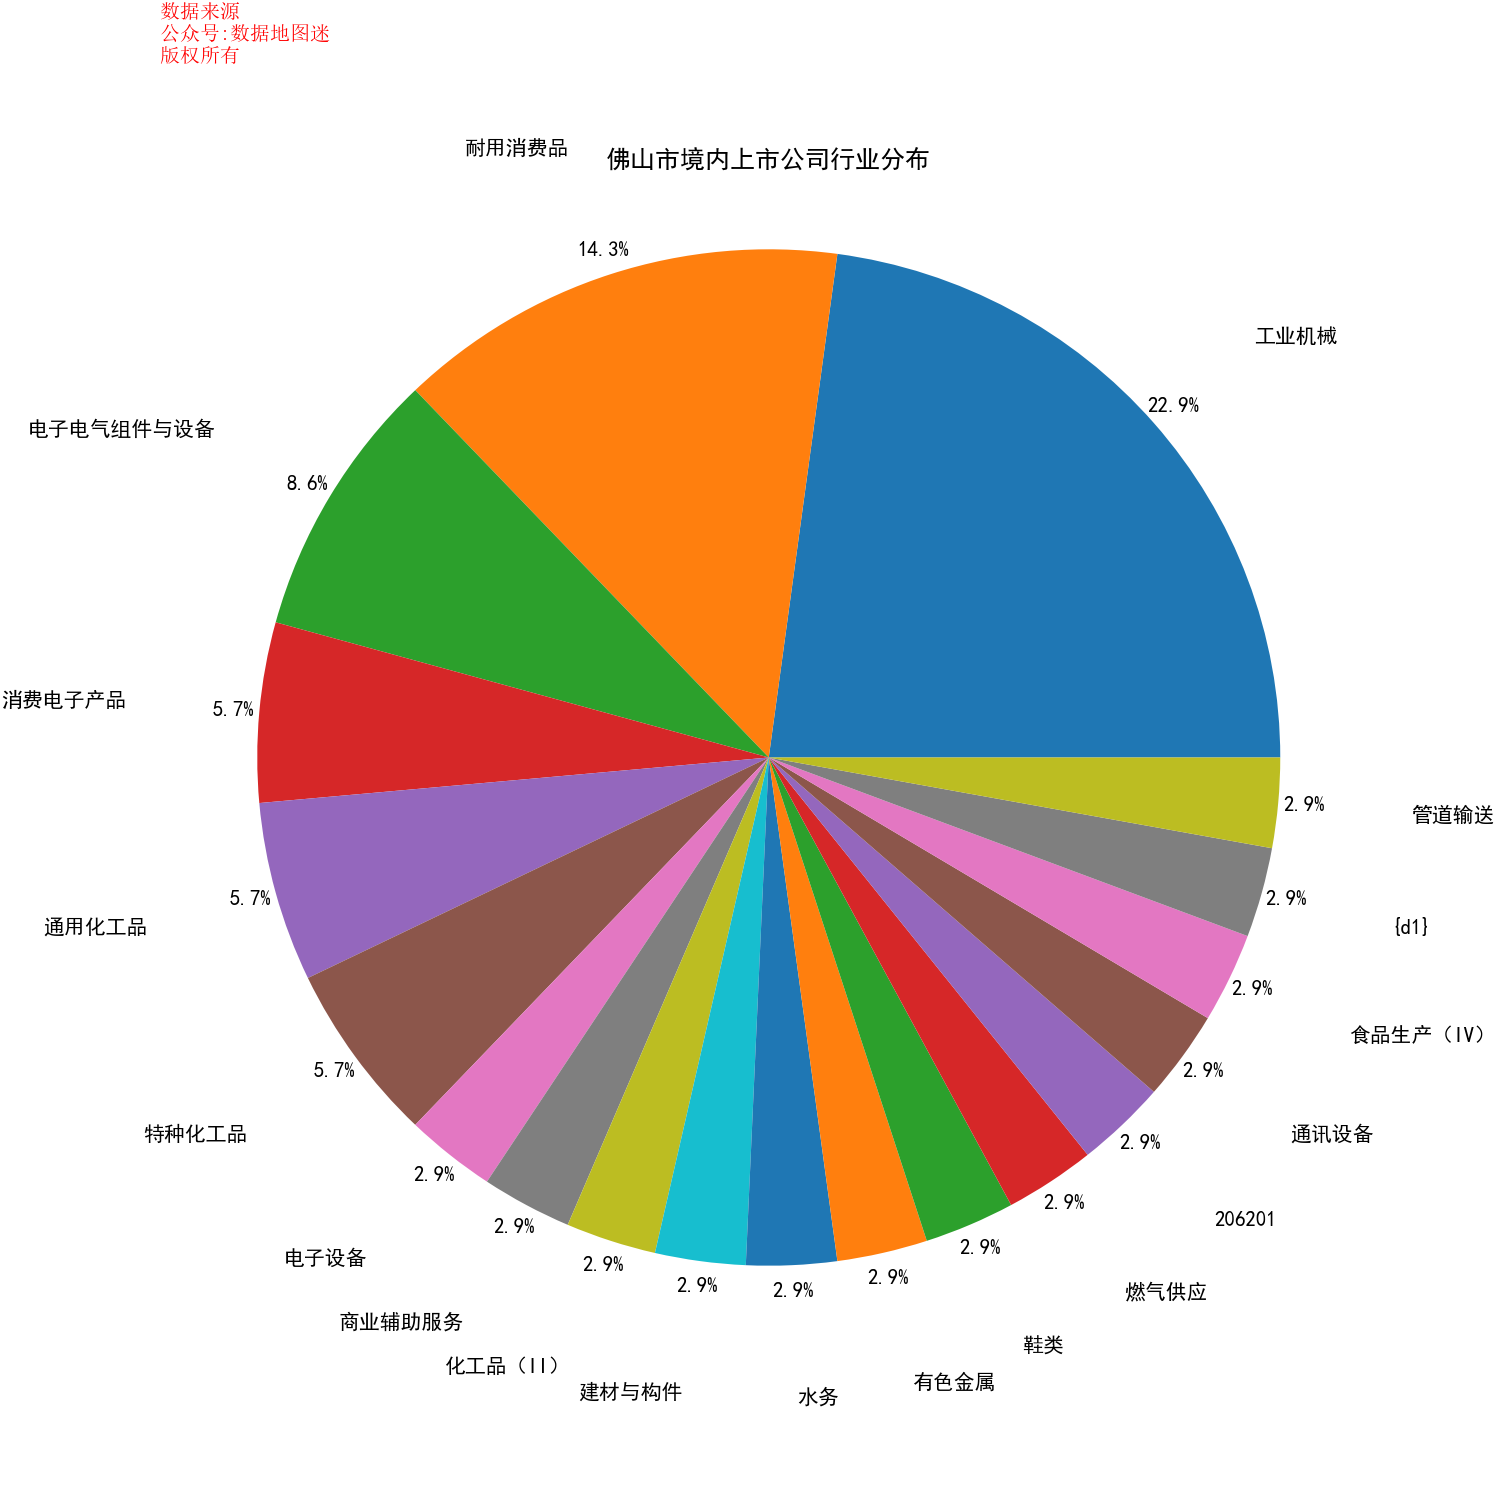 数据来源
公众号:数据地图迷
版权所有
佛山市境内上市公司行业分布
耐用消费品
14.3%
工业机械
22.9%
电子电气组件与设备
8.6%
消费电子产品
5.7%
通用化工品
5.7%
特种化工品
5.7%
电子设备
2.9%
商业辅助服务
2.9%
化工品（II）
2.9%
建材与构件
2.9%
水务
2.9%
有色金属
2.9%
鞋类
2.9%
燃气供应
2.9%
206201
2.9%
通讯设备
2.9%
食品生产（IV）
2.9%
{d1}
2.9%
管道输送
2.9%